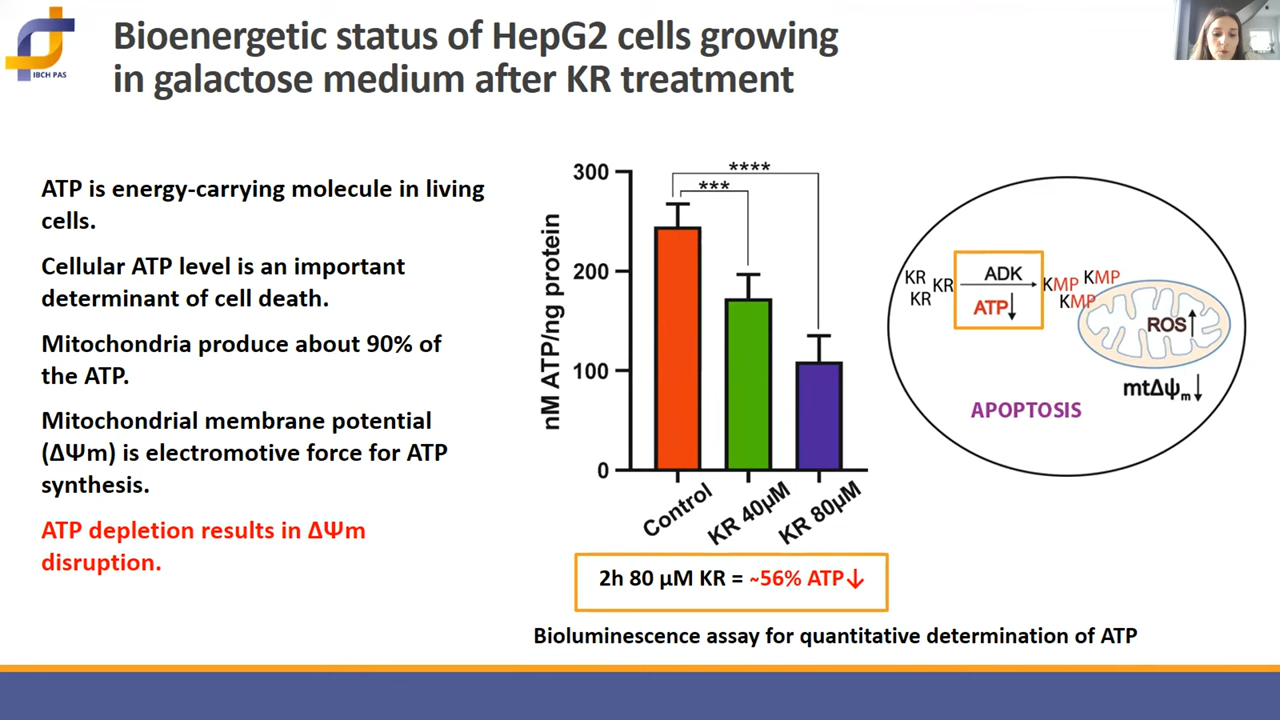 Bioenergetic status of HepG2 cells growing
in galactose medium after KR treatment
IBCH PAS
ATP is energy-carrying molecule in living
cells.
Cellular ATP level is an important
determinant of cell death.
Mitochondria produce about 90% of
the ATP.
Mitochondrial membrane potential
(ΔΨm) is electromotive force for ATP
synthesis.
ATP depletion results in ΔΨm
disruption.
nM ATP/ng protein
300
200
100
0
****
***
Control
KR 40µM
KR 80µM
2h 80 µM KR = ~56% ATP↓
Bioluminescence assay for quantitative determination of ATP
KR
KR
KR
ADK
ATP↓
KMP
KMP
KMP
ROS↑
mtΔψm↓
APOPTOSIS